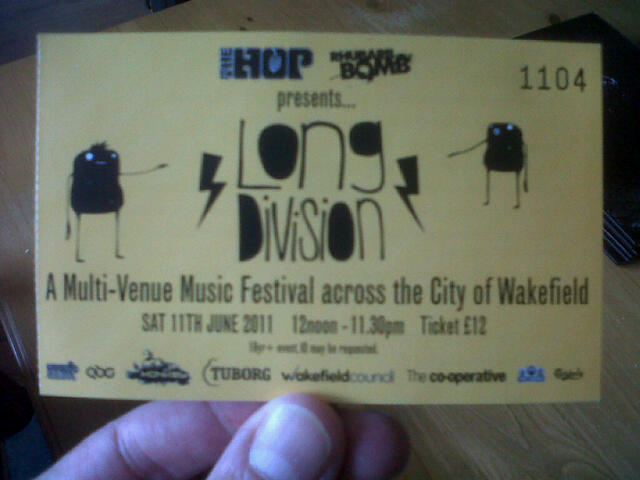 THE HOP RHUBARB BOMB
1104
presents...
LONG
DIVISION
A Multi-Venue Music Festival across the City of Wakefield
SAT 11TH JUNE 2011 12noon - 11.30pm Ticket £12
18yr+ event, ID may be requested.
TUBORG wakefieldcouncil The co-operative